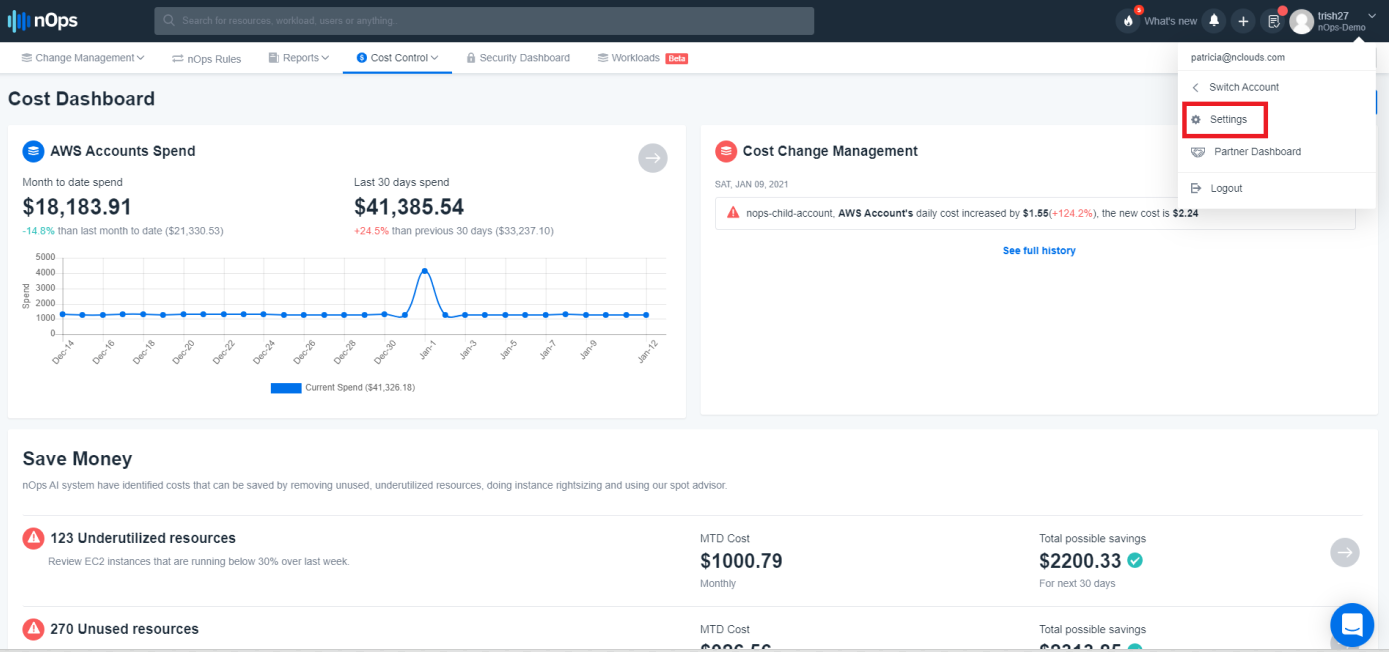 nOps
Search for resources, workload, users or anything..
5
What's new
trish27
nOps-Demo
Change Management
nOps Rules
Reports
Cost Control
Security Dashboard
Workloads Beta
patricia@nclouds.com
Switch Account
Settings
Partner Dashboard
Logout
Cost Dashboard
AWS Accounts Spend
Month to date spend
$18,183.91
-14.8% than last month to date ($21,330.53)
Last 30 days spend
$41,385.54
+24.5% than previous 30 days ($33,237.10)
Spend
5000
4000
3000
2000
1000
0
Dec-14
Dec-16
Dec-18
Dec-20
Dec-22
Dec-24
Dec-26
Dec-28
Dec-30
Jan-1
Jan-3
Jan-5
Jan-7
Jan-9
Jan-12
Current Spend ($41,326.18)
Cost Change Management
SAT, JAN 09, 2021
nops-child-account, AWS Account's daily cost increased by $1.55(+124.2%), the new cost is $2.24
See full history
Save Money
nOps AI system have identified costs that can be saved by removing unused, underutilized resources, doing instance rightsizing and using our spot advisor.
123 Underutilized resources
Review EC2 instances that are running below 30% over last week.
MTD Cost
$1000.79
Monthly
Total possible savings
$2200.33
For next 30 days
270 Unused resources
MTD Cost
Total possible savings